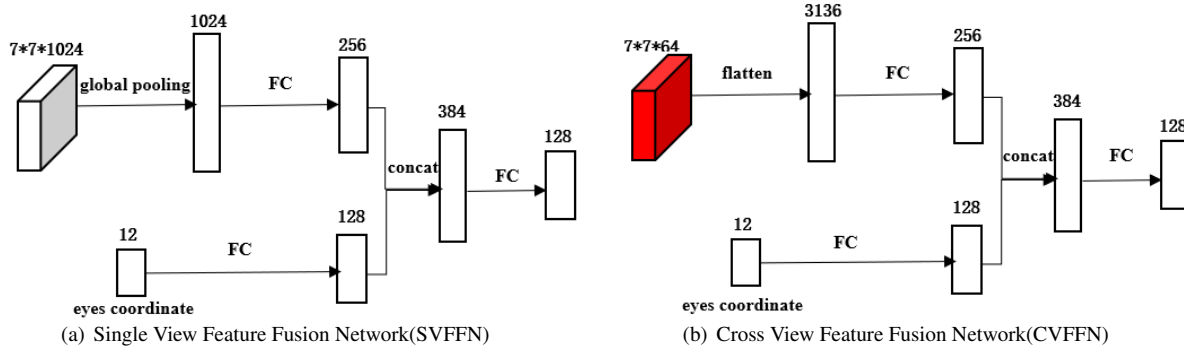 7*7*1024
global pooling
1024
FC
256
12
eyes coordinate
FC
128
concat
384
FC
128
(a) Single View Feature Fusion Network(SVFFN)
7*7*64
flatten
3136
FC
256
12
eyes coordinate
FC
128
concat
384
FC
128
(b) Cross View Feature Fusion Network(CVFFN)